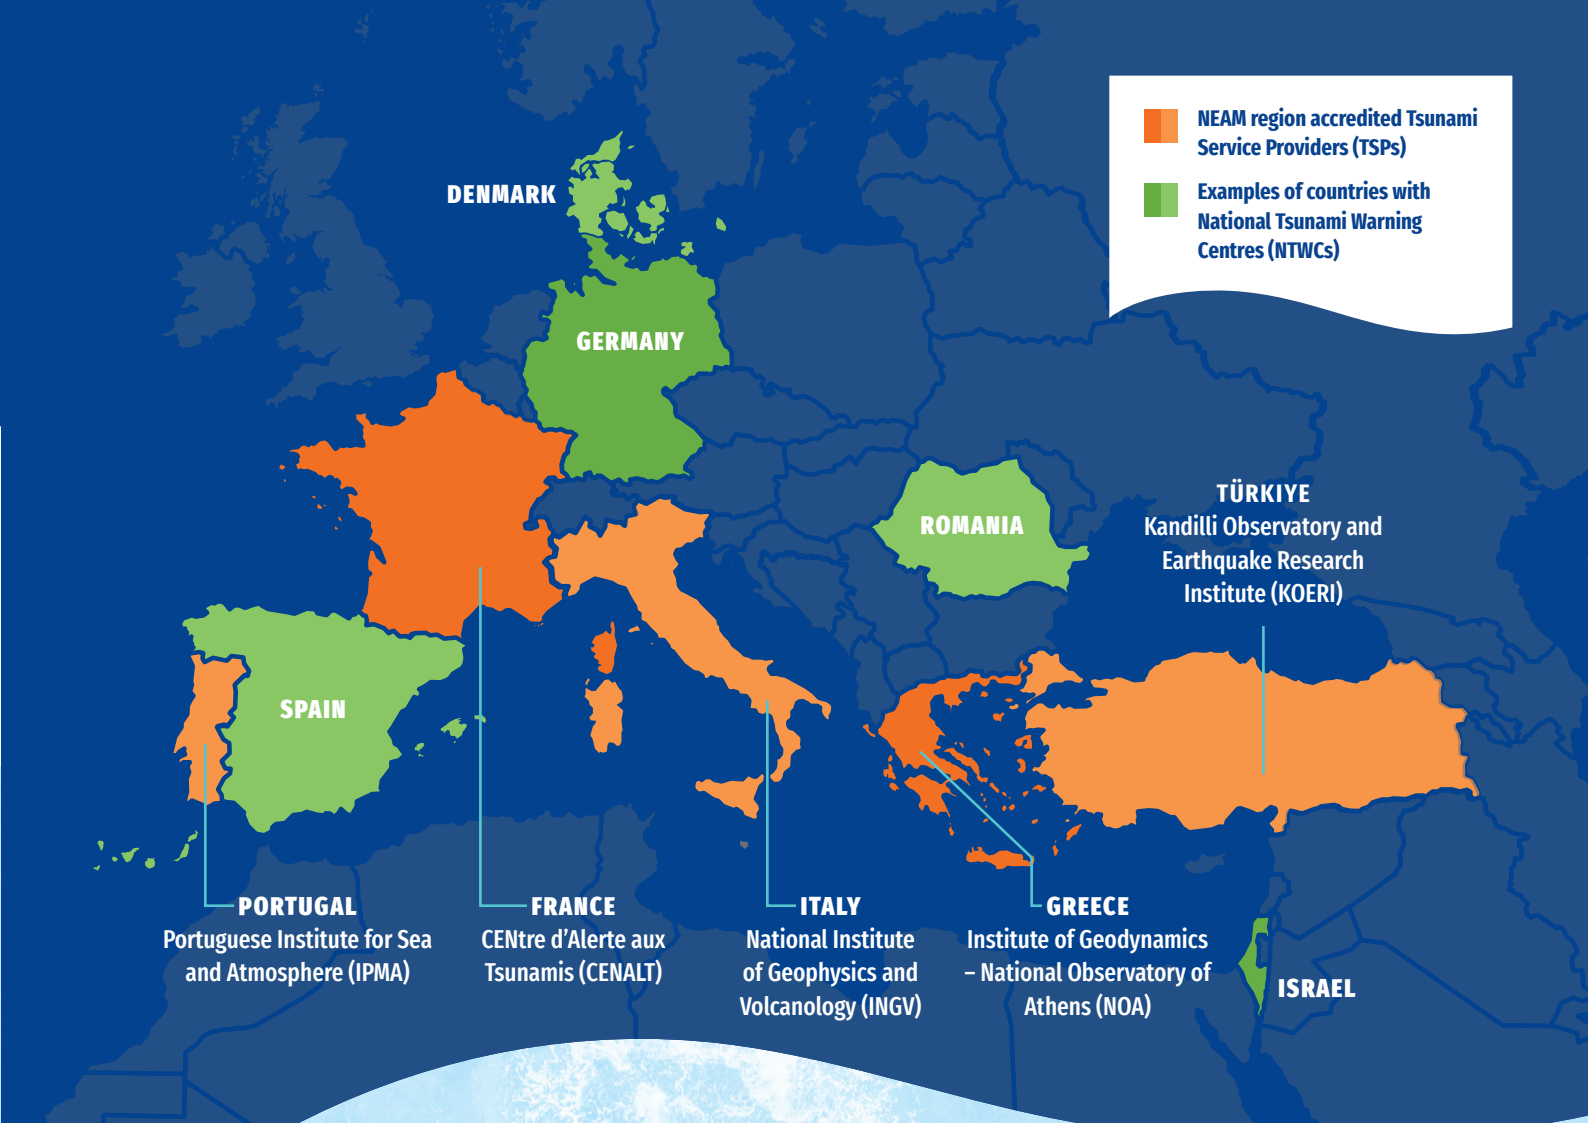 NEAM region accredited Tsunami
Service Providers (TSPs)
Examples of countries with
National Tsunami Warning
Centres (NTWCs)
DENMARK
GERMANY
ROMANIA
TÜRKIYE
Kandilli Observatory and
Earthquake Research
Institute (KOERI)
SPAIN
PORTUGAL
Portuguese Institute for Sea
and Atmosphere (IPMA)
FRANCE
CENtre d’Alerte aux
Tsunamis (CENALT)
ITALY
National Institute
of Geophysics and
Volcanology (INGV)
GREECE
Institute of Geodynamics
– National Observatory of
Athens (NOA)
ISRAEL